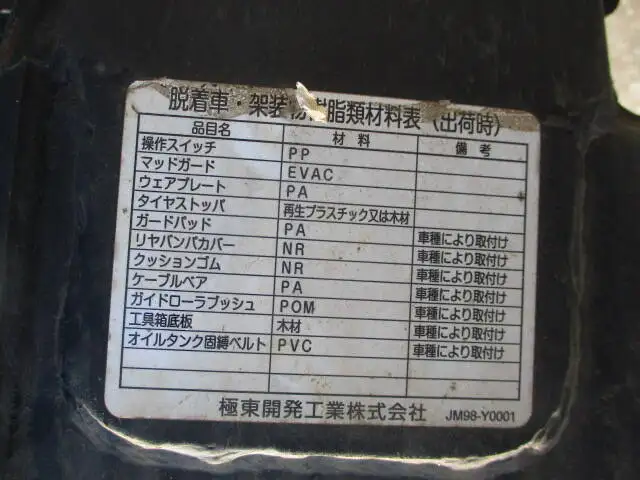 脱着車・架装物樹脂類材料表（出荷時）
品目名 材料 備考
操作スイッチ PP
マッドガード EVAC
ウェアプレート PA
タイヤストッパ 再生プラスチック又は木材
ガードパッド PA 車種により取付け
リヤバンパカバー NR 車種により取付け
クッションゴム NR 車種により取付け
ケーブルベア PA 車種により取付け
ガイドローラブッシュ POM 車種により取付け
工具箱底板 木材 車種により取付け
オイルタンク固縛ベルト PVC 車種により取付け
極東開発工業株式会社 JM98-Y0001